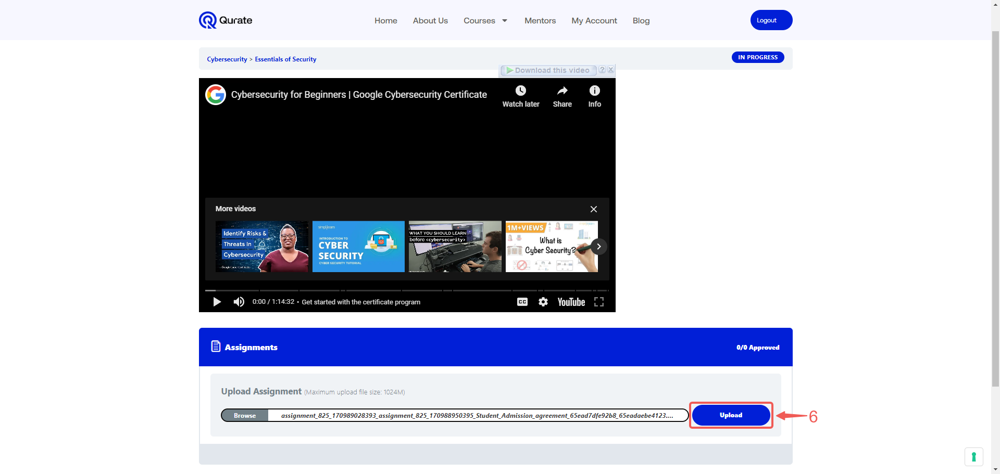 Qurate
Home
About Us
Courses
Mentors
My Account
Blog
Logout
Cybersecurity > Essentials of Security
IN PROGRESS
Download this video
?
X
Cybersecurity for Beginners | Google Cybersecurity Certificate
Watch later
Share
Info
More videos
Identify Risks &
Threats In
Cybersecurity
Google Career Certificates
simplilearn
INTRODUCTION TO
CYBER
SECURITY
CYBER SECURITY TUTORIAL
WHAT YOU SHOULD LEARN
before <cybersecurity>
1M+VIEWS
What is
Cyber Security?
0:00 / 1:14:32 • Get started with the certificate program
CC
YouTube
Assignments
0/0 Approved
Upload Assignment (Maximum upload file size: 1024M)
Browse
assignment_825_170989028393_assignment_825_170988950395_Student_Admission_agreement_65ead7dfe92b8_65eadaebe4123....
Upload
6